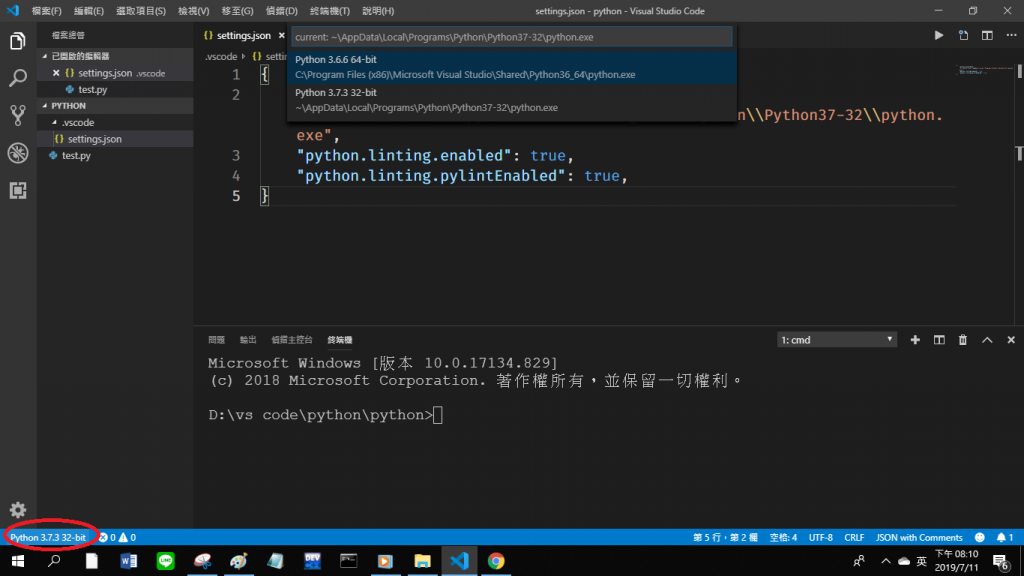 檔案(F) 編輯(E) 選取項目(S) 檢視(V) 移至(G) 偵錯(D) 終端機(T) 說明(H) settings.json - python - Visual Studio Code
檔案總管
已開啟的編輯器
settings.json .vscode
test.py
PYTHON
.vscode
settings.json
test.py
settings.json
.vscode
current: ~\AppData\Local\Programs\Python\Python37-32\python.exe
Python 3.6.6 64-bit
C:\Program Files (x86)\Microsoft Visual Studio\Shared\Python36_64\python.exe
Python 3.7.3 32-bit
~\AppData\Local\Programs\Python\Python37-32\python.exe
1 {
2 n\\Python37-32\\python.
exe",
3 "python.linting.enabled": true,
4 "python.linting.pylintEnabled": true,
5 }
問題 輸出 偵錯主控台 終端機 1: cmd
Microsoft Windows [版本 10.0.17134.829]
(c) 2018 Microsoft Corporation. 著作權所有，並保留一切權利。
D:\vs code\python\python>
Python 3.7.3 32-bit 0 0 第 5 行，第 2 欄 空格: 4 UTF-8 CRLF JSON with Comments 1
英 下午 08:10
2019/7/11
6